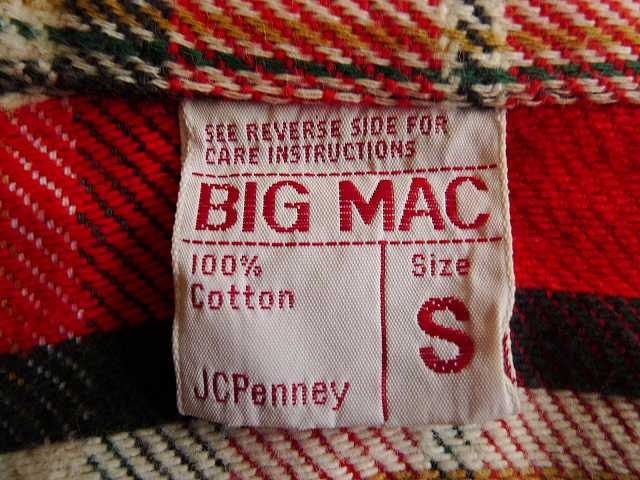 SEE REVERSE SIDE FOR
CARE INSTRUCTIONS
BIG MAC
100%
Cotton
Size
S
JCPenney